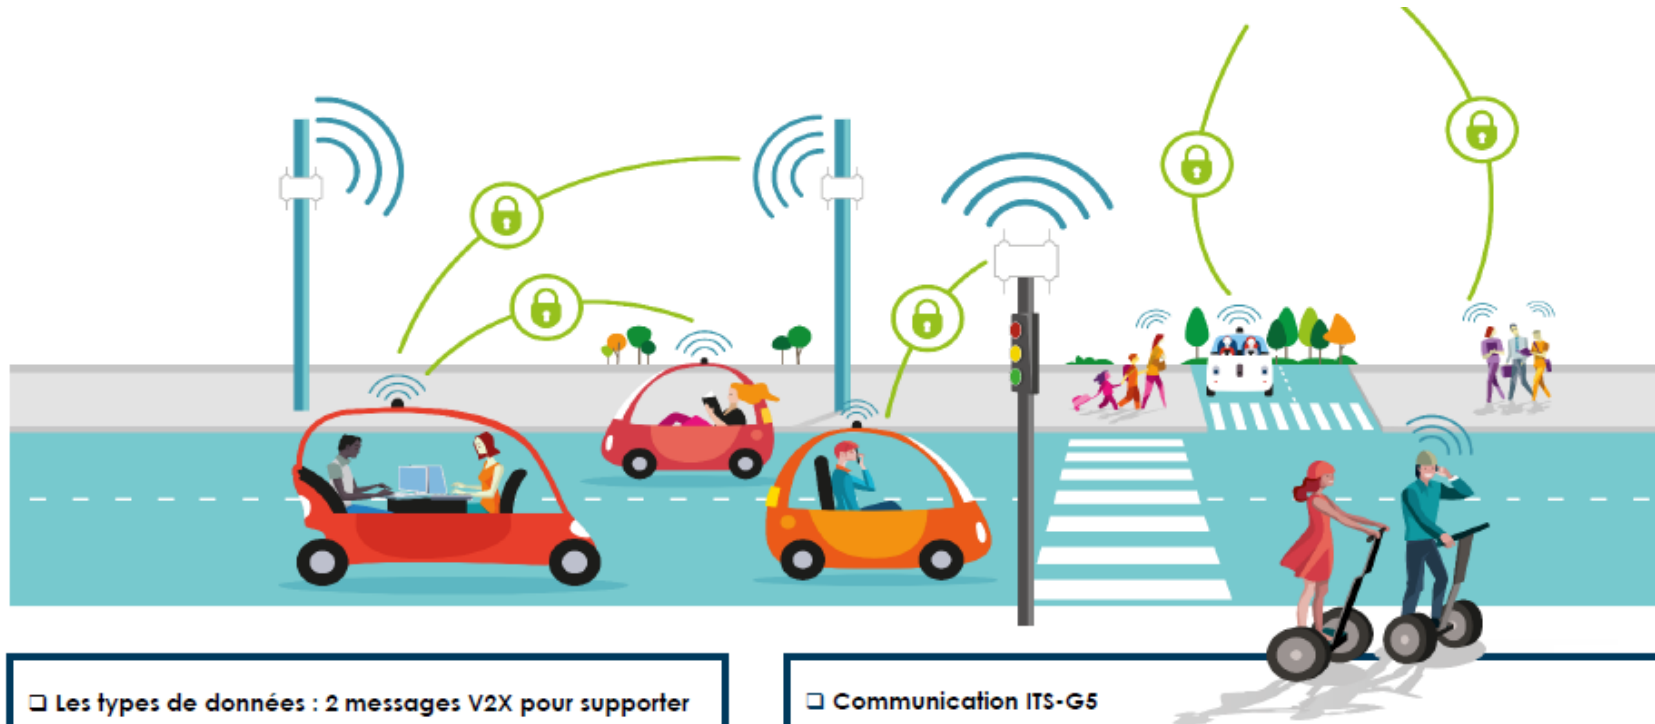 ❑ Les types de données : 2 messages V2X pour supporter
❑ Communication ITS-G5